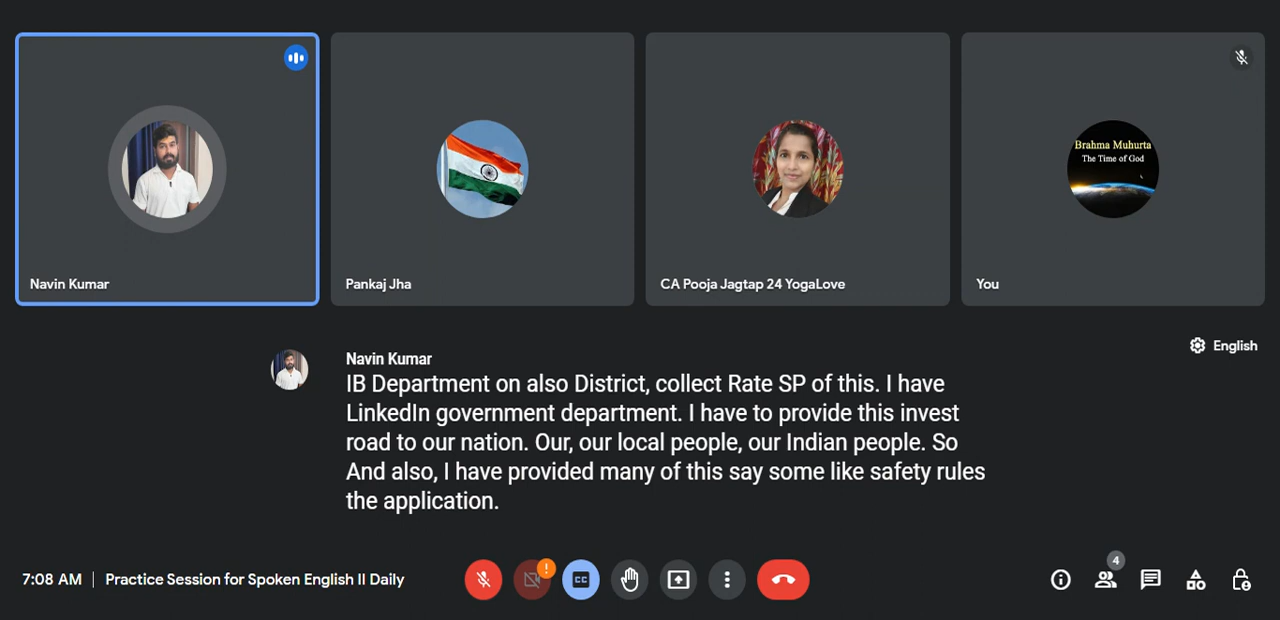 Brahma Muhurta
The Time of God
Navin Kumar
Pankaj Jha
CA Pooja Jagtap 24 YogaLove
You
English
Navin Kumar
IB Department on also District, collect Rate SP of this. I have
LinkedIn government department. I have to provide this invest
road to our nation. Our, our local people, our Indian people. So
And also, I have provided many of this say some like safety rules
the application.
7:08 AM | Practice Session for Spoken English II Daily
!
CC
4